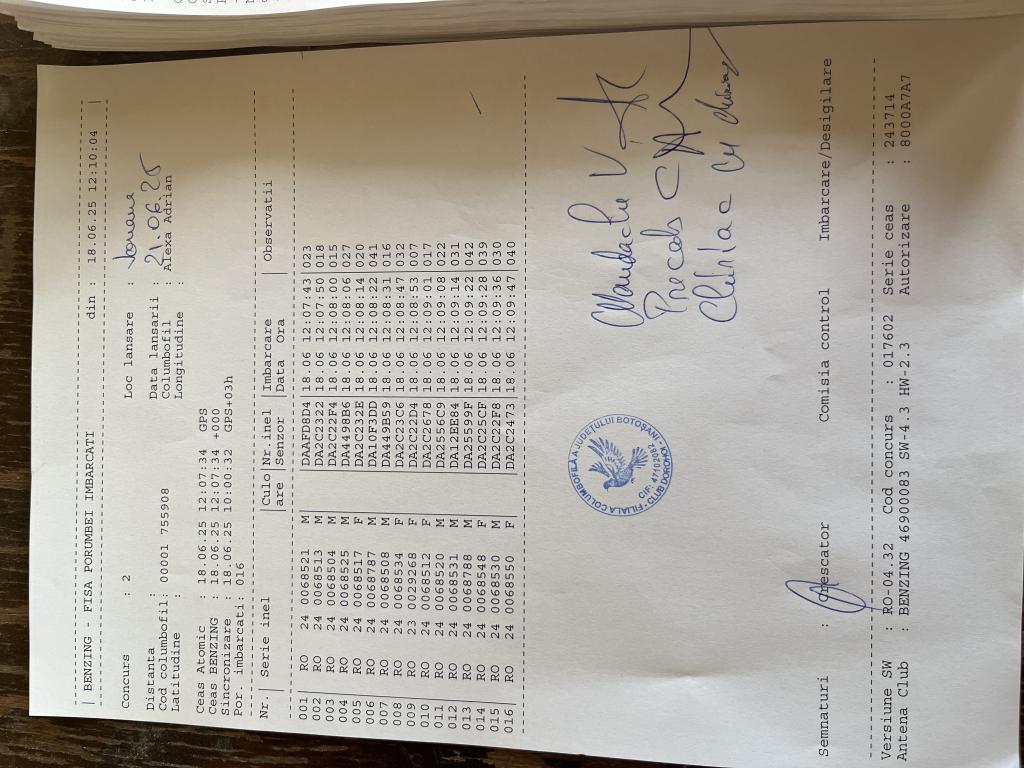 | BENZING - FISA PORUMBEI IMBARCATI din : 18.06.25 12:10:04 |
Concurs : 2 Loc lansare :
Distanta : Data lansarii : 21.06.25
Cod columbofil: 00001 755908 Columbofil : Alexa Adrian
Latitudine : Longitudine :
Ceas Atomic : 18.06.25 12:07:34 GPS
Ceas BENZING : 18.06.25 12:07:34 +000
Sincronizare : 18.06.25 10:00:32 GPS+03h
Por. imbarcati: 016
Nr.| Serie inel |Culo|Nr.inel |Imbarcare | Observatii
|are |Senzor |Data Ora |
001| RO 24 0068521 M |DAAFD8D4|18.06 12:07:43|023
002| RO 24 0068513 M |DA2C2322|18.06 12:07:50|018
003| RO 24 0068504 M |DA2C22F4|18.06 12:08:00|015
004| RO 24 0068525 M |DA4498B6|18.06 12:08:06|027
005| RO 24 0068517 F |DA2C232E|18.06 12:08:14|020
006| RO 24 0068787 M |DA10F3DD|18.06 12:08:22|041
007| RO 24 0068508 M |DA449B59|18.06 12:08:31|016
008| RO 24 0068534 F |DA2C23C6|18.06 12:08:47|032
009| RO 23 0029268 F |DA2C22D4|18.06 12:08:53|007
010| RO 24 0068512 F |DA2C2678|18.06 12:09:01|017
011| RO 24 0068520 M |DA2556C9|18.06 12:09:08|022
012| RO 24 0068531 M |DA12EE84|18.06 12:09:14|031
013| RO 24 0068788 M |DA25599F|18.06 12:09:22|042
014| RO 24 0068548 F |DA2C25CF|18.06 12:09:28|039
015| RO 24 0068530 M |DA2C22F8|18.06 12:09:36|030
016| RO 24 0068550 F |DA2C2473|18.06 12:09:47|040
FILIALA COLUMBOFILA A JUDEȚULUI BOTOȘANI
CIF: 47102092
CLUB DOROHOI
Semnaturi : Crescator Comisia control Imbarcare/Desigilare
Versiune SW : RO-04.32 Cod concurs : 017602 Serie ceas : 243714
Antena Club : BENZING 46900083 SW-4.3 HW-2.3 Autorizare : 8000A7A7